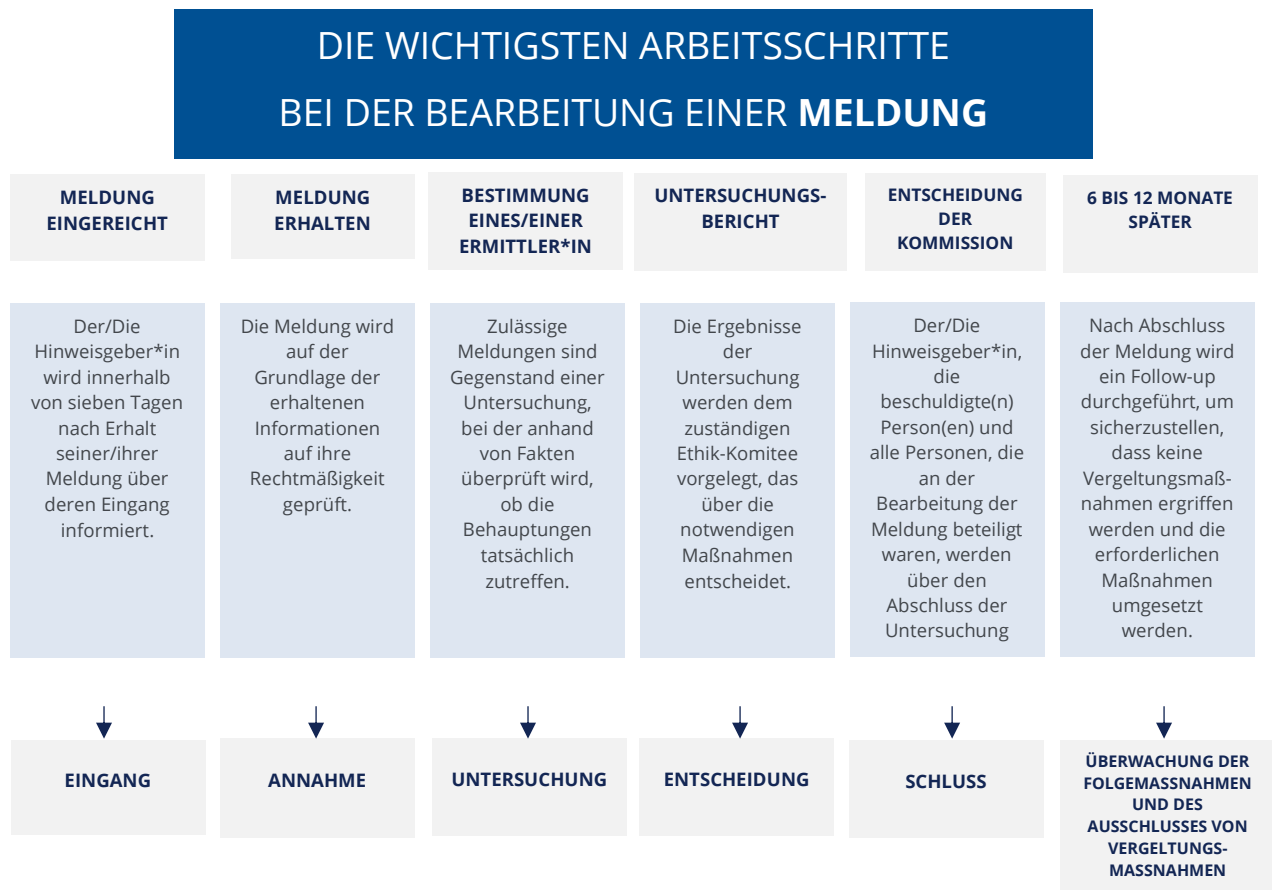 DIE WICHTIGSTEN ARBEITSSCHRITTE
BEI DER BEARBEITUNG EINER MELDUNG
MELDUNG
EINGEREICHT
MELDUNG
ERHALTEN
BESTIMMUNG
EINES/EINER
ERMITTLER*IN
UNTERSUCHUNGS-
BERICHT
ENTSCHEIDUNG
DER
KOMMISSION
6 BIS 12 MONATE
SPÄTER
Der/Die
Hinweisgeber*in
wird innerhalb
von sieben Tagen
nach Erhalt
seiner/ihrer
Meldung über
deren Eingang
informiert.
Die Meldung wird
auf der
Grundlage der
erhaltenen
Informationen
auf ihre
Rechtmäßigkeit
geprüft.
Zulässige
Meldungen sind
Gegenstand einer
Untersuchung,
bei der anhand
von Fakten
überprüft wird,
ob die
Behauptungen
tatsächlich
zutreffen.
Die Ergebnisse
der
Untersuchung
werden dem
zuständigen
Ethik-Komitee
vorgelegt, das
über die
notwendigen
Maßnahmen
entscheidet.
Der/Die
Hinweisgeber*in,
die
beschuldigte(n)
Person(en) und
alle Personen, die
an der
Bearbeitung der
Meldung beteiligt
waren, werden
über den
Abschluss der
Untersuchung
Nach Abschluss
der Meldung wird
ein Follow-up
durchgeführt, um
sicherzustellen,
dass keine
Vergeltungsmaß-
nahmen ergriffen
werden und die
erforderlichen
Maßnahmen
umgesetzt
werden.
EINGANG
ANNAHME
UNTERSUCHUNG
ENTSCHEIDUNG
SCHLUSS
ÜBERWACHUNG DER
FOLGEMASSNAHMEN
UND DES
AUSSCHLUSSES VON
VERGELTUNGS-
MASSNAHMEN